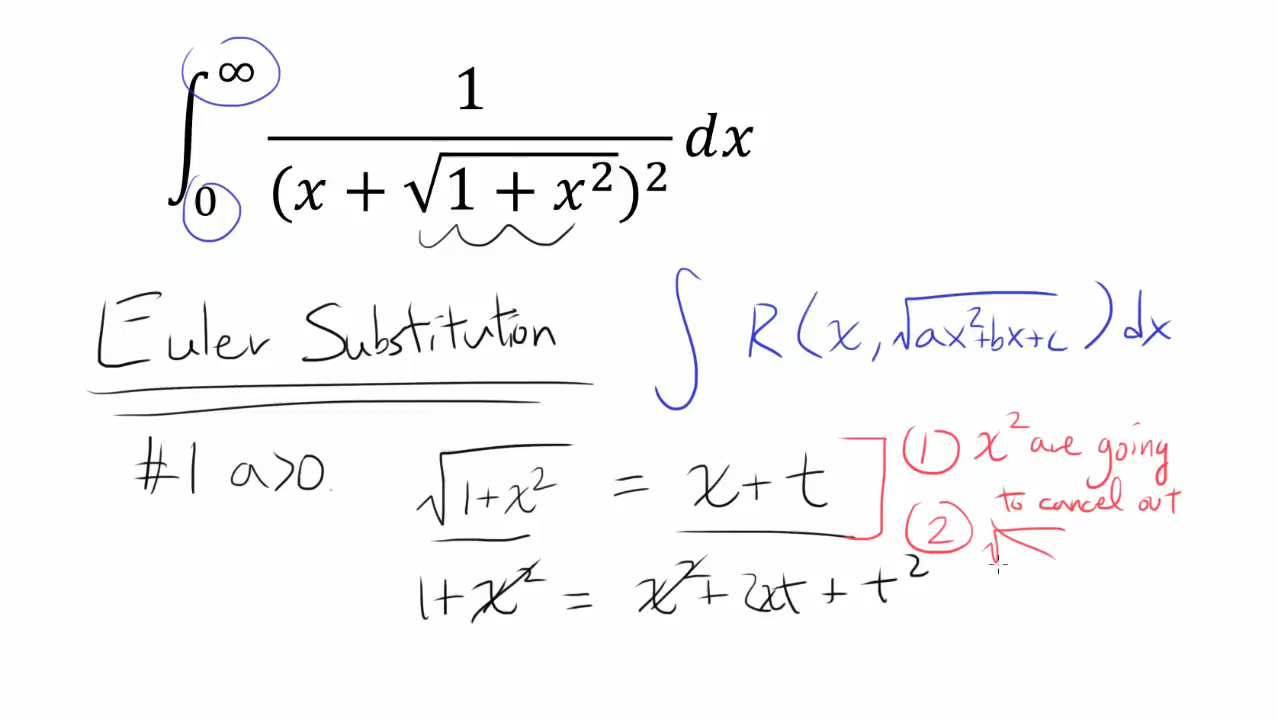 ∫₀^∞ 1/(x + √(1 + x²))² dx
Euler Substitution
∫ R(x, √(ax²+bx+c)) dx
#1 a>0
√(1+x²) = x+t
① x² are going
to cancel out
② √
1+x² = x²+2xt+t²